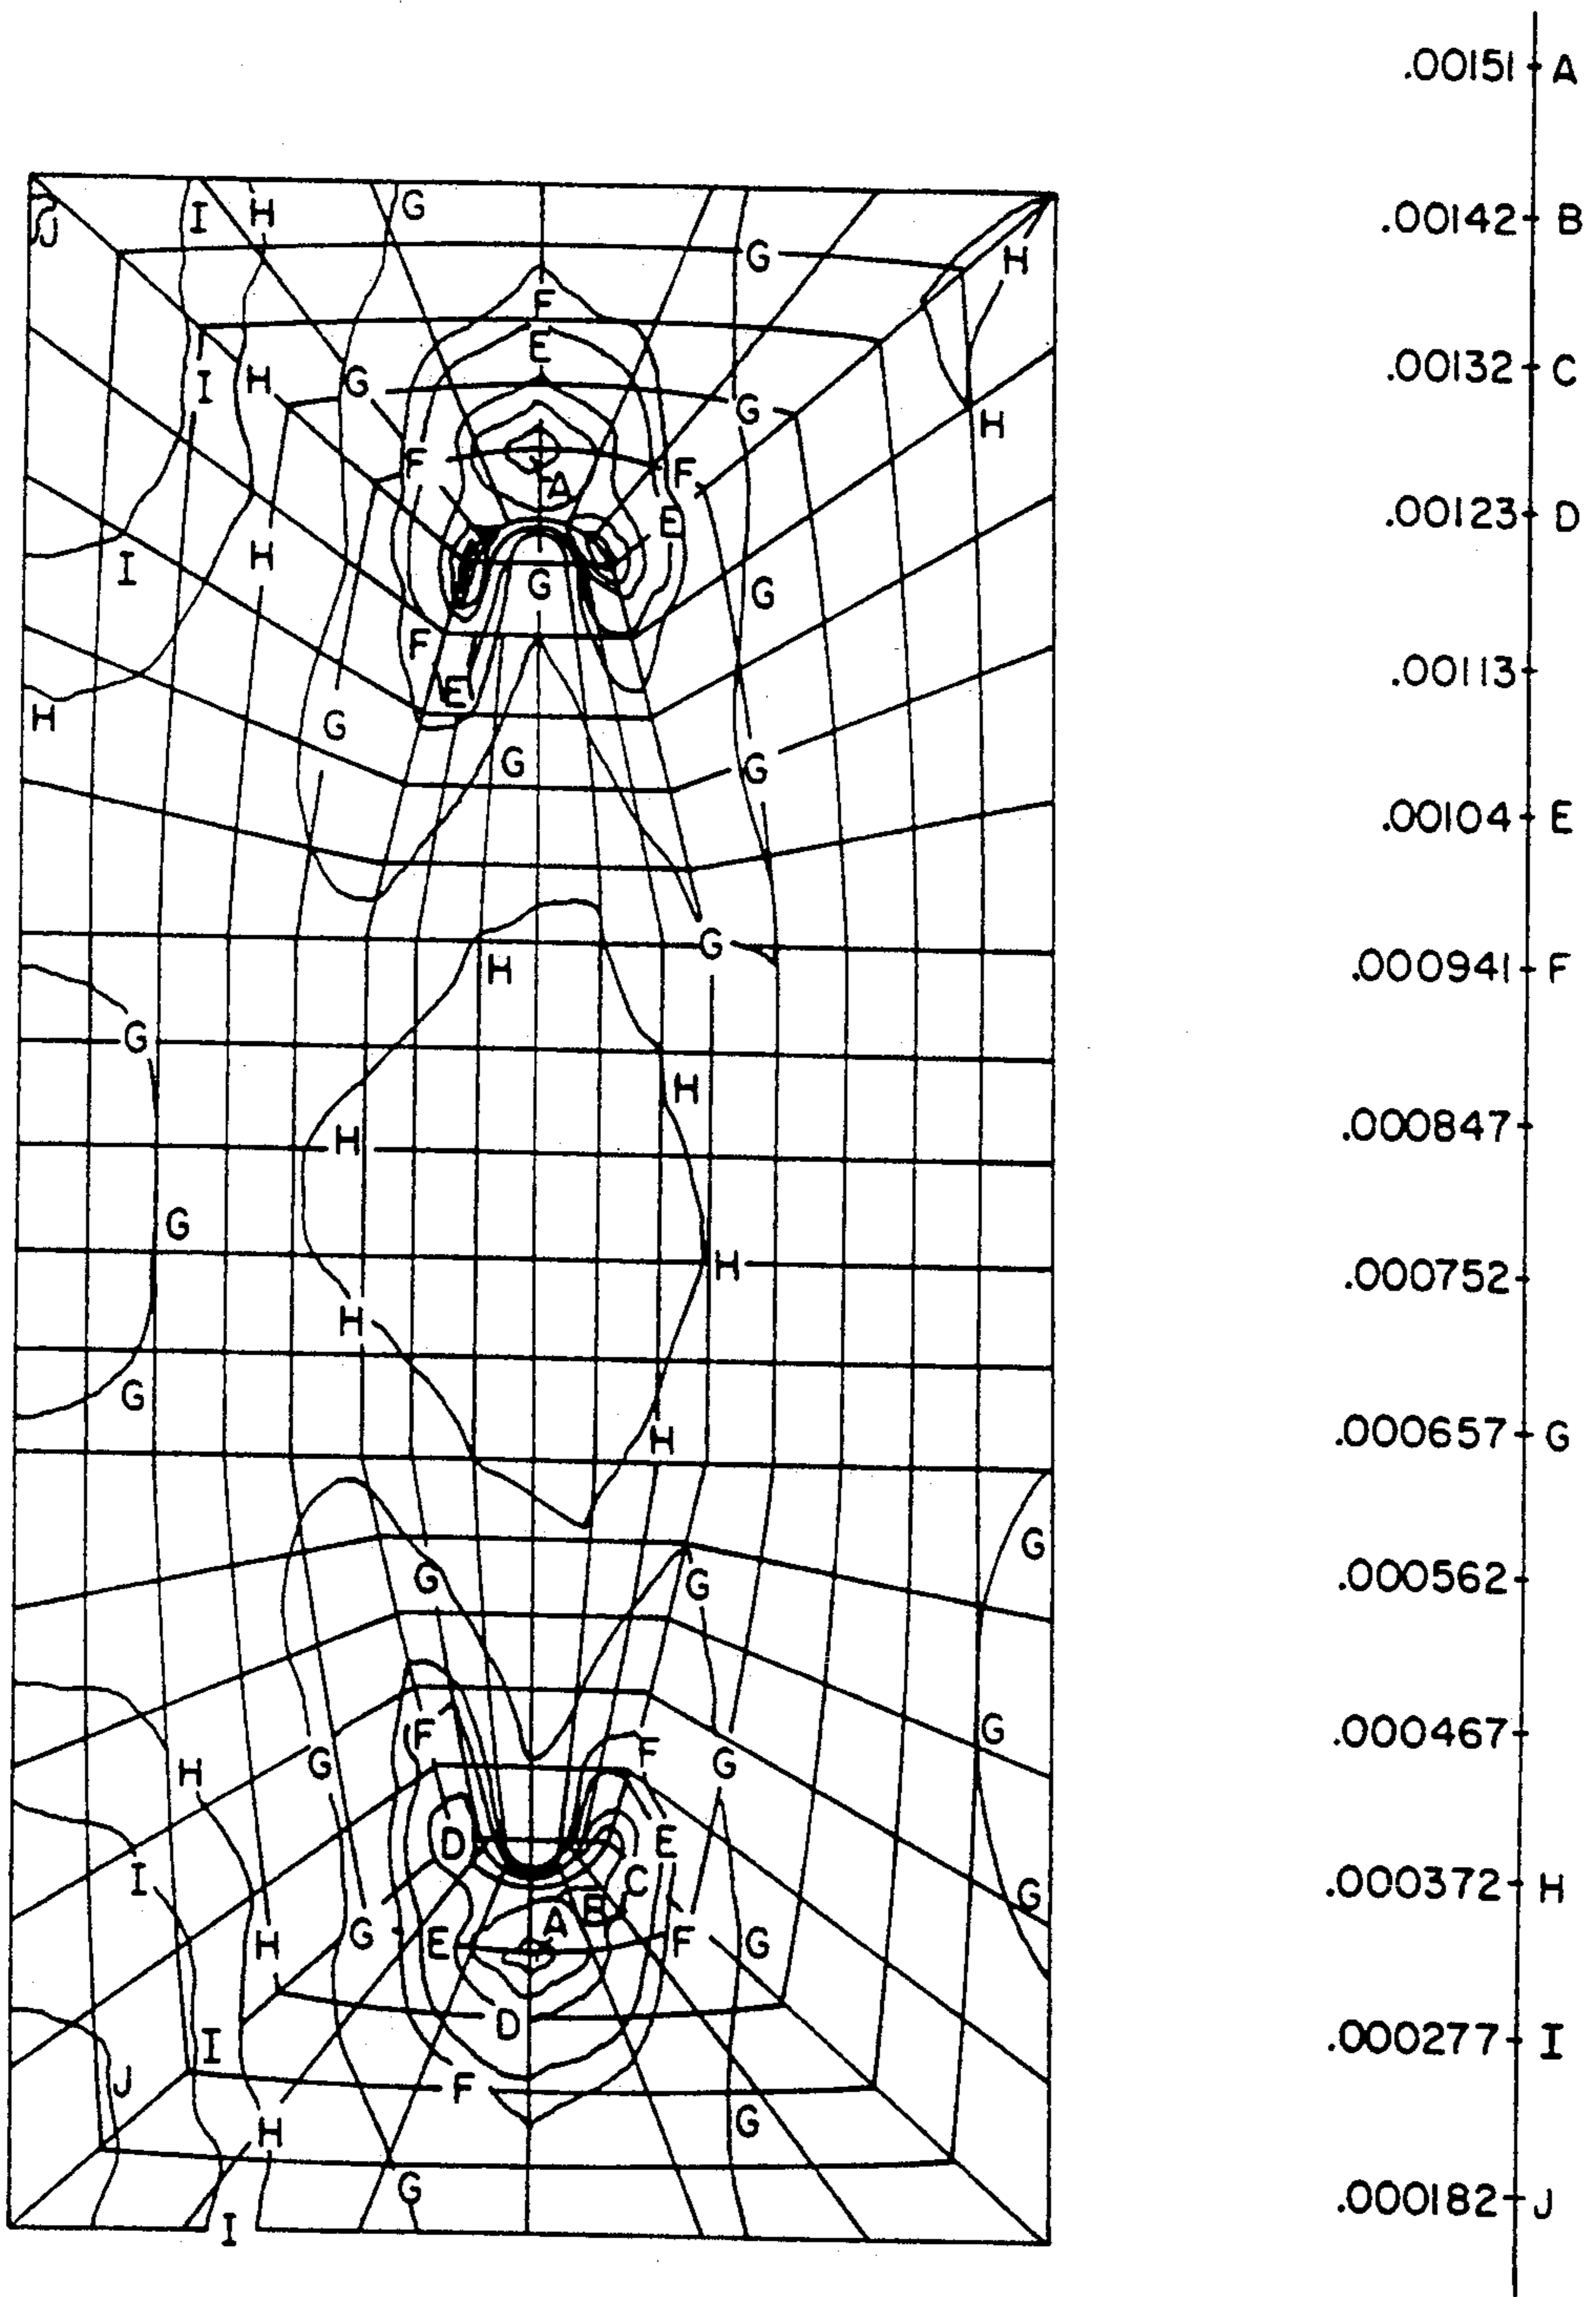 .00151 A
.00142 B
.00132 C
.00123 D
.00113
.00104 E
.000941 F
.000847
.000752
.000657 G
.000562
.000467
.000372 H
.000277 I
.000182 J
J I H G
G
H
F
E
I H G
G
H
F
A
F
E
I H
G
G
F
E
H
G
G
G
G
H
G
H
H
G
H
H
G
H
G
G
G
F
G
H
G
F
G
D
E
I
C
G
B
A
H G E
F G
D
I
J
F
G
H
G
I